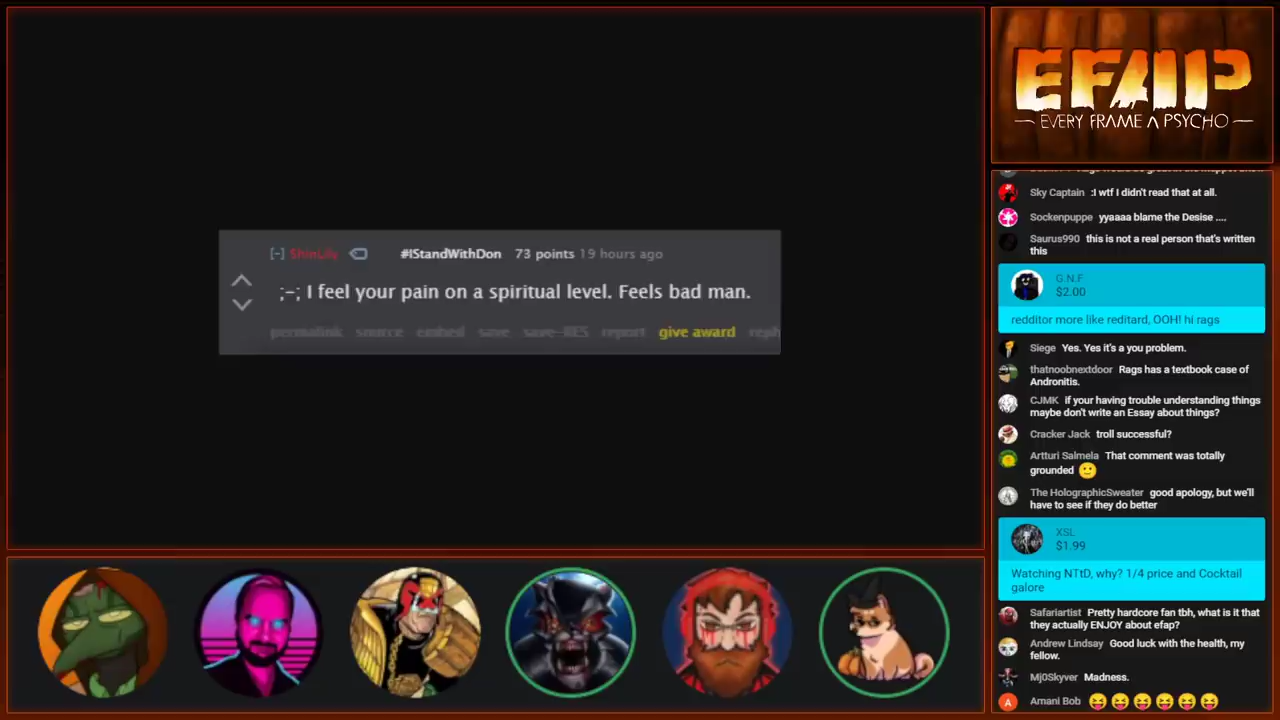 [-] ShinLilu #IStandWithDon 73 points 19 hours ago
;-; I feel your pain on a spiritual level. Feels bad man.
permalink source embed save save-RES report give award reply
EFAP
EVERY FRAME A PSYCHO
Sky Captain :I wtf I didn't read that at all.
Sockenpuppe yyaaaa blame the Desise ....
Saurus990 this is not a real person that's written
this
G.N.F
$2.00
redditor more like reditard, OOH! hi rags
Siege Yes. Yes it's a you problem.
thatnoobnextdoor Rags has a textbook case of
Andronitis.
CJMK if your having trouble understanding things
maybe don't write an Essay about things?
Cracker Jack troll successful?
Artturi Salmela That comment was totally
grounded 🙂
The HolographicSweater good apology, but we'll
have to see if they do better
XSL
$1.99
Watching NTtD, why? 1/4 price and Cocktail
galore
Safariartist Pretty hardcore fan tbh, what is it that
they actually ENJOY about efap?
Andrew Lindsay Good luck with the health, my
fellow.
Mj0Skyver Madness.
A Amani Bob 😝😝😝😝😝😝